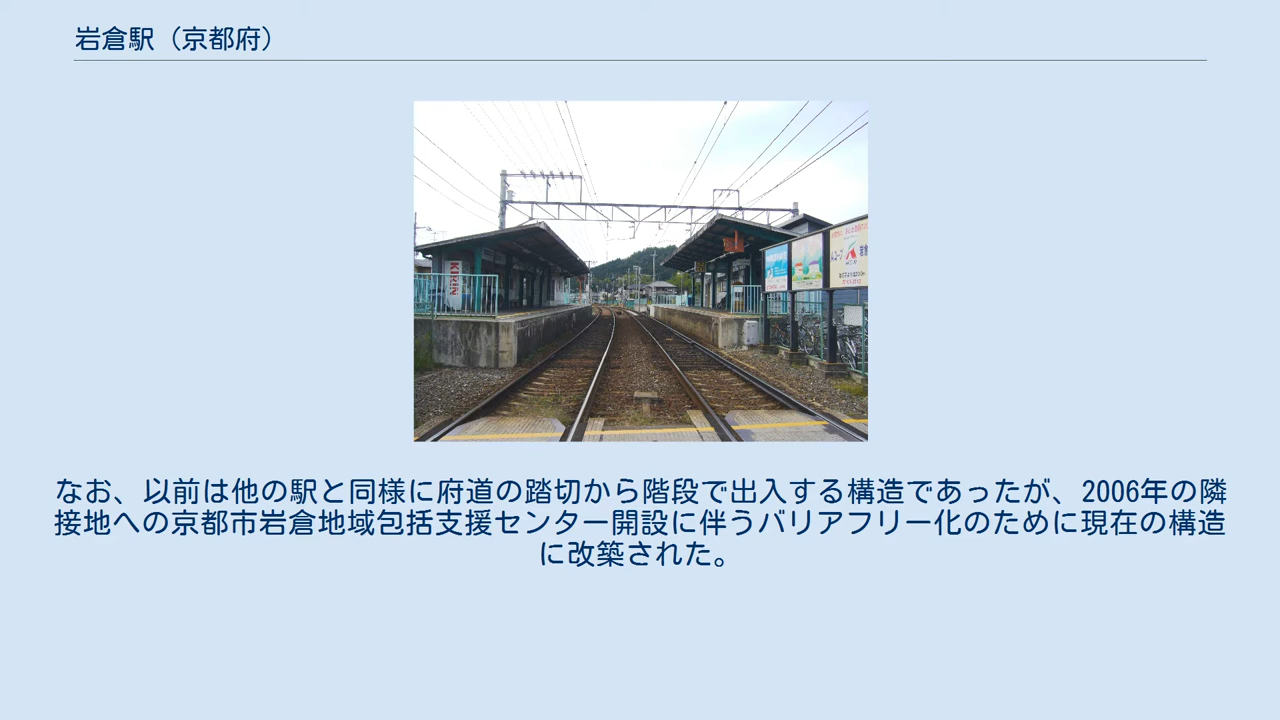 岩倉駅（京都府）
KIRIN
なお、以前は他の駅と同様に府道の踏切から階段で出入する構造であったが、2006年の隣
接地への京都市岩倉地域包括支援センター開設に伴うバリアフリー化のために現在の構造
に改築された。